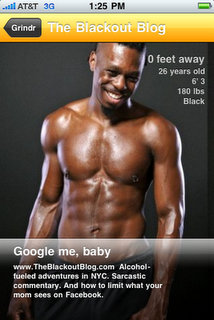 AT&T 3G 1:25 PM
Grindr The Blackout Blog
0 feet away
26 years old
6' 3
180 lbs
Black
Google me, baby
www.TheBlackoutBlog.com Alcohol-
fueled adventures in NYC. Sarcastic
commentary. And how to limit what your
mom sees on Facebook.